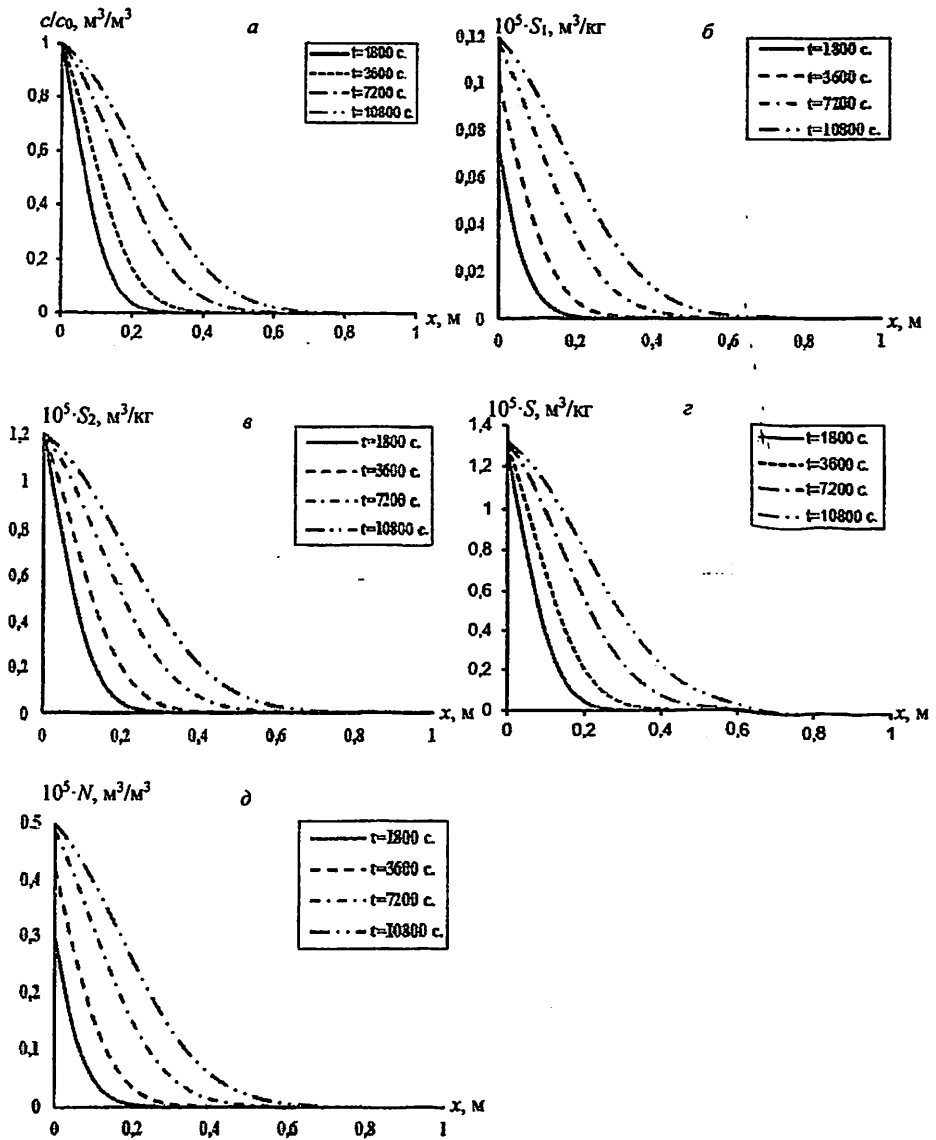 c/c0, м³/м³
а
1
0,8
0,6
0,4
0,2
0
0 0,2 0,4 0,6 0,8 1
x, м
t=1800 с.
t=3600 с.
t=7200 с.
t=10800 с.
10⁵·S1, м³/кг
б
0,12
0,1
0,08
0,06
0,04
0,02
0
0 0,2 0,4 0,6 0,8 1
x, м
t=1800 с.
t=3600 с.
t=7200 с.
t=10800 с.
10⁵·S2, м³/кг
в
1,2
1
0,8
0,6
0,4
0,2
0
0 0,2 0,4 0,6 0,8 1
x, м
t=1800 с.
t=3600 с.
t=7200 с.
t=10800 с.
10⁵·S, м³/кг
г
1,4
1,2
1
0,8
0,6
0,4
0,2
0
0 0,2 0,4 0,6 0,8 1
x, м
t=1800 с.
t=3600 с.
t=7200 с.
t=10800 с.
10⁵·N, м³/м³
д
0.5
0,4
0,3
0,2
0,1
0
0 0,2 0,4 0,6 0,8 1
x, м
t=1800 с.
t=3600 с.
t=7200 с.
t=10800 с.